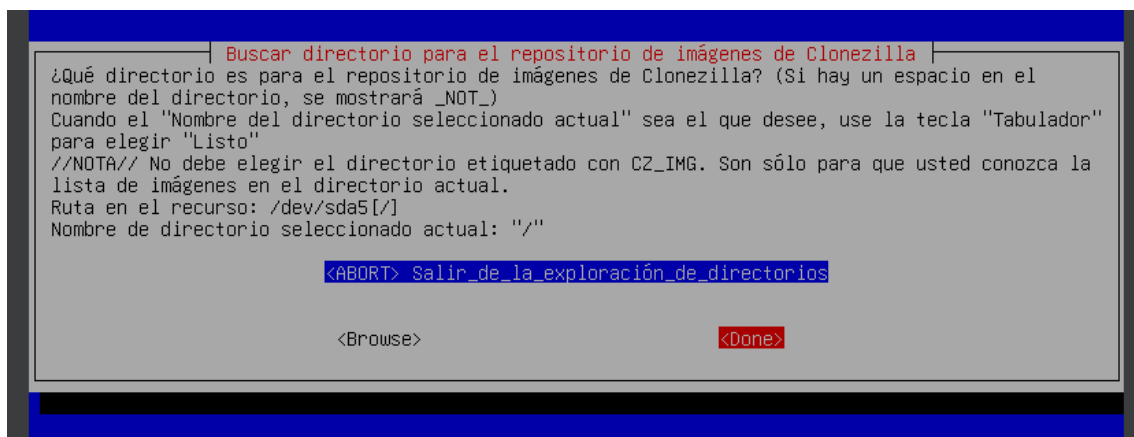 Buscar directorio para el repositorio de imágenes de Clonezilla
¿Qué directorio es para el repositorio de imágenes de Clonezilla? (Si hay un espacio en el
nombre del directorio, se mostrará _NOT_)
Cuando el "Nombre del directorio seleccionado actual" sea el que desee, use la tecla "Tabulador"
para elegir "Listo"
//NOTA// No debe elegir el directorio etiquetado con CZ_IMG. Son sólo para que usted conozca la
lista de imágenes en el directorio actual.
Ruta en el recurso: /dev/sda5[/]
Nombre de directorio seleccionado actual: "/"
<ABORT> Salir_de_la_exploración_de_directorios
<Browse> <Done>